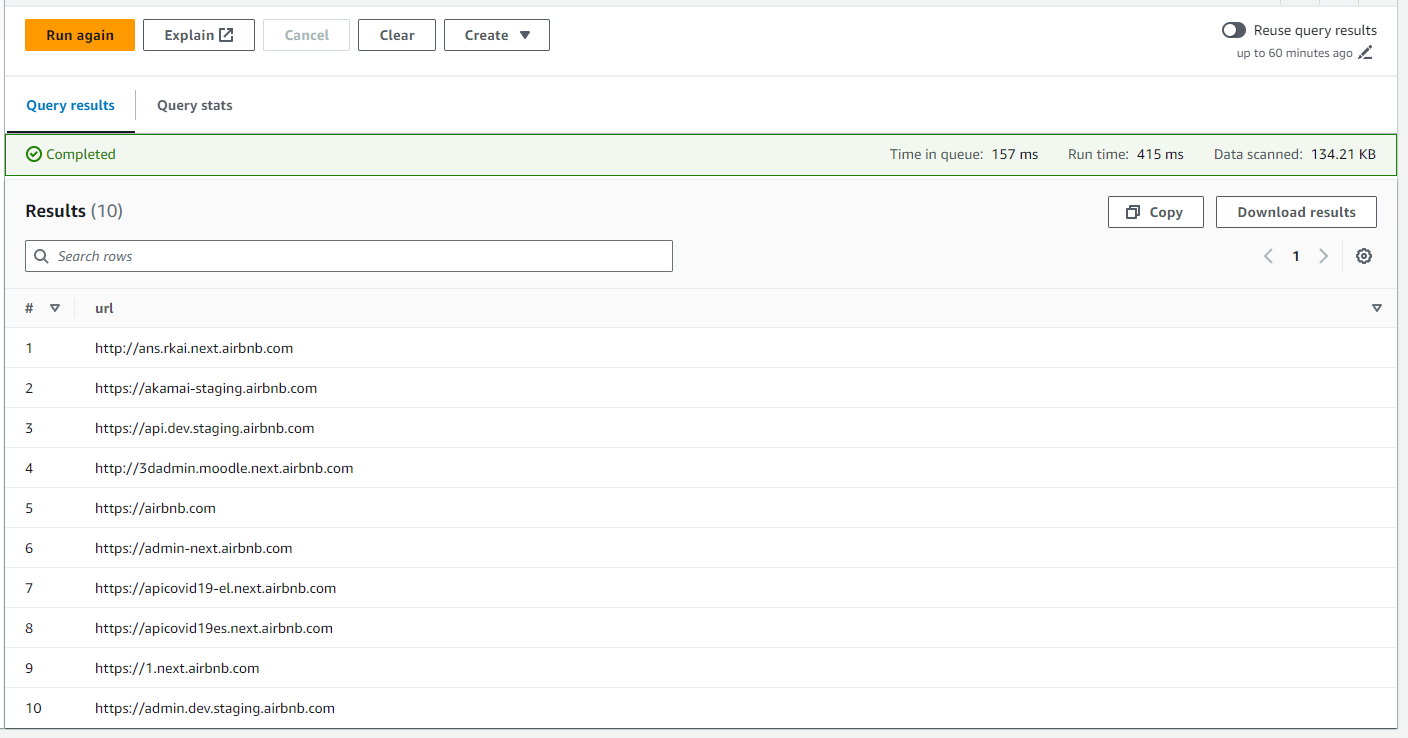 Run again Explain Cancel Clear Create Reuse query results
up to 60 minutes ago
Query results Query stats
Completed Time in queue: 157 ms Run time: 415 ms Data scanned: 134.21 KB
Results (10) Copy Download results
Search rows 1
# url
1 http://ans.rkai.next.airbnb.com
2 https://akamai-staging.airbnb.com
3 https://api.dev.staging.airbnb.com
4 http://3dadmin.moodle.next.airbnb.com
5 https://airbnb.com
6 https://admin-next.airbnb.com
7 https://apicovid19-el.next.airbnb.com
8 https://apicovid19es.next.airbnb.com
9 https://1.next.airbnb.com
10 https://admin.dev.staging.airbnb.com